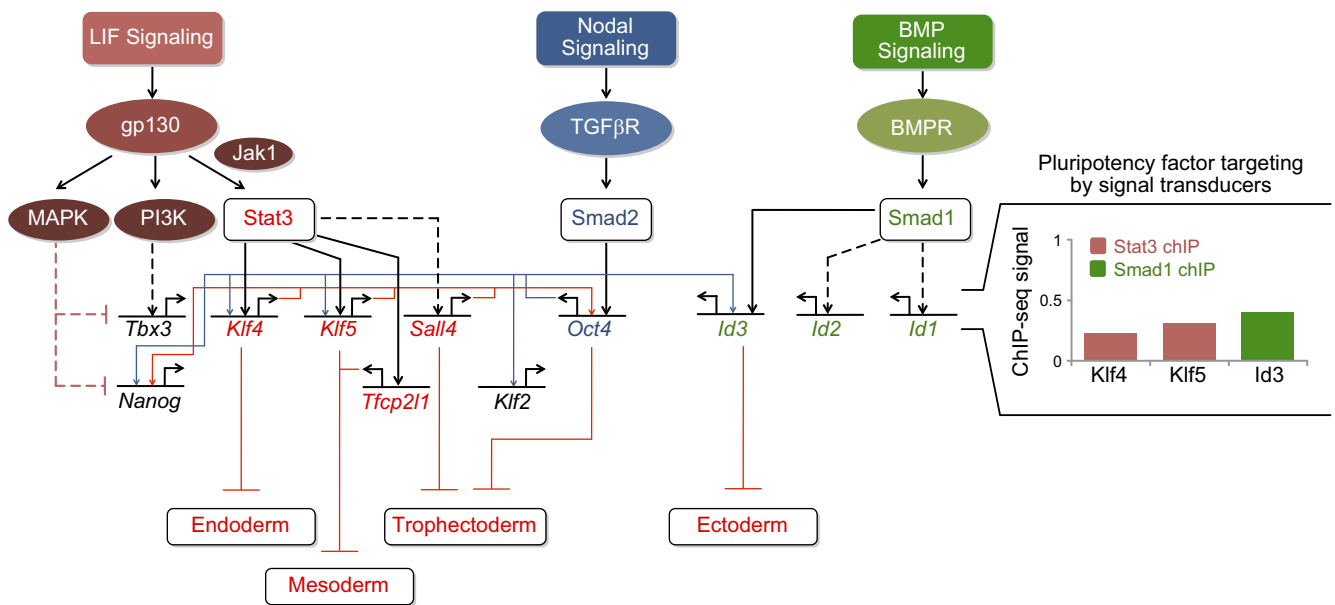 LIF Signaling
Nodal
Signaling
BMP
Signaling
gp130
Jak1
TGFβR
BMPR
MAPK
PI3K
Stat3
Smad2
Smad1
Pluripotency factor targeting
by signal transducers
ChIP-seq signal
1
0.5
0
Stat3 chIP
Smad1 chIP
Klf4
Klf5
Id3
Tbx3
Klf4
Klf5
Sall4
Oct4
Id3
Id2
Id1
Nanog
Tfcp2l1
Klf2
Endoderm
Trophectoderm
Ectoderm
Mesoderm